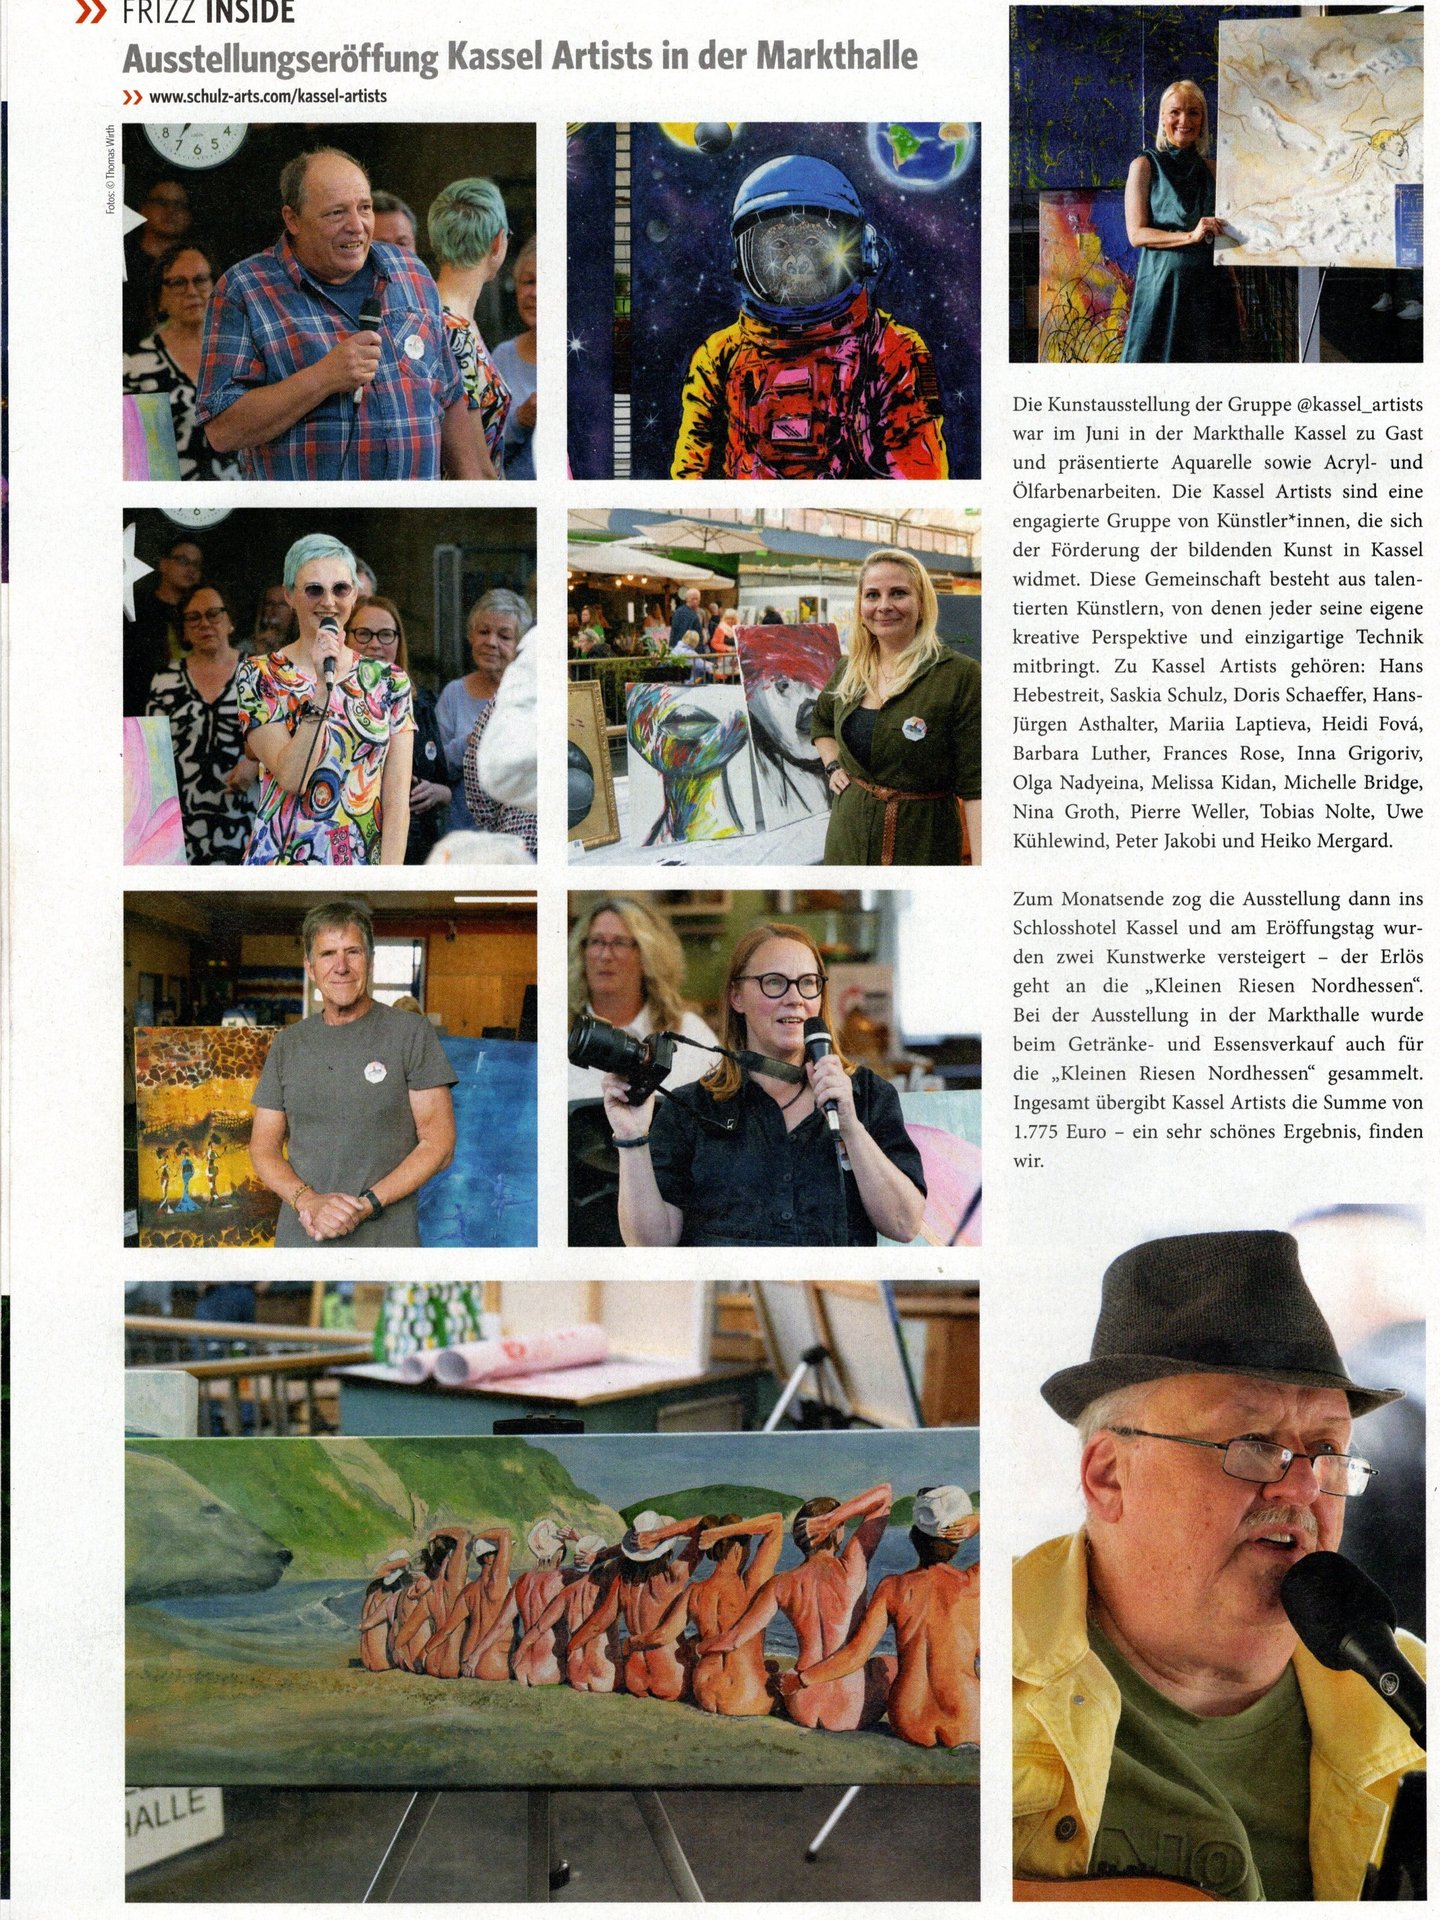 FRIZZ INSIDE
Ausstellungseröffung Kassel Artists in der Markthalle
www.schulz-arts.com/kassel-artists
Fotos: © Thomas Wirth
8 4
7 6 5
Die Kunstausstellung der Gruppe @kassel_artists
war im Juni in der Markthalle Kassel zu Gast
und präsentierte Aquarelle sowie Acryl- und
Ölfarbenarbeiten. Die Kassel Artists sind eine
engagierte Gruppe von Künstler*innen, die sich
der Förderung der bildenden Kunst in Kassel
widmet. Diese Gemeinschaft besteht aus talen-
tierten Künstlern, von denen jeder seine eigene
kreative Perspektive und einzigartige Technik
mitbringt. Zu Kassel Artists gehören: Hans
Hebestreit, Saskia Schulz, Doris Schaeffer, Hans-
Jürgen Asthalter, Mariia Laptieva, Heidi Fová,
Barbara Luther, Frances Rose, Inna Grigoriv,
Olga Nadyeina, Melissa Kidan, Michelle Bridge,
Nina Groth, Pierre Weller, Tobias Nolte, Uwe
Kühlewind, Peter Jakobi und Heiko Mergard.
Zum Monatsende zog die Ausstellung dann ins
Schlosshotel Kassel und am Eröffungstag wur-
den zwei Kunstwerke versteigert – der Erlös
geht an die „Kleinen Riesen Nordhessen“.
Bei der Ausstellung in der Markthalle wurde
beim Getränke- und Essensverkauf auch für
die „Kleinen Riesen Nordhessen“ gesammelt.
Ingesamt übergibt Kassel Artists die Summe von
1.775 Euro – ein sehr schönes Ergebnis, finden
wir.
HALLE